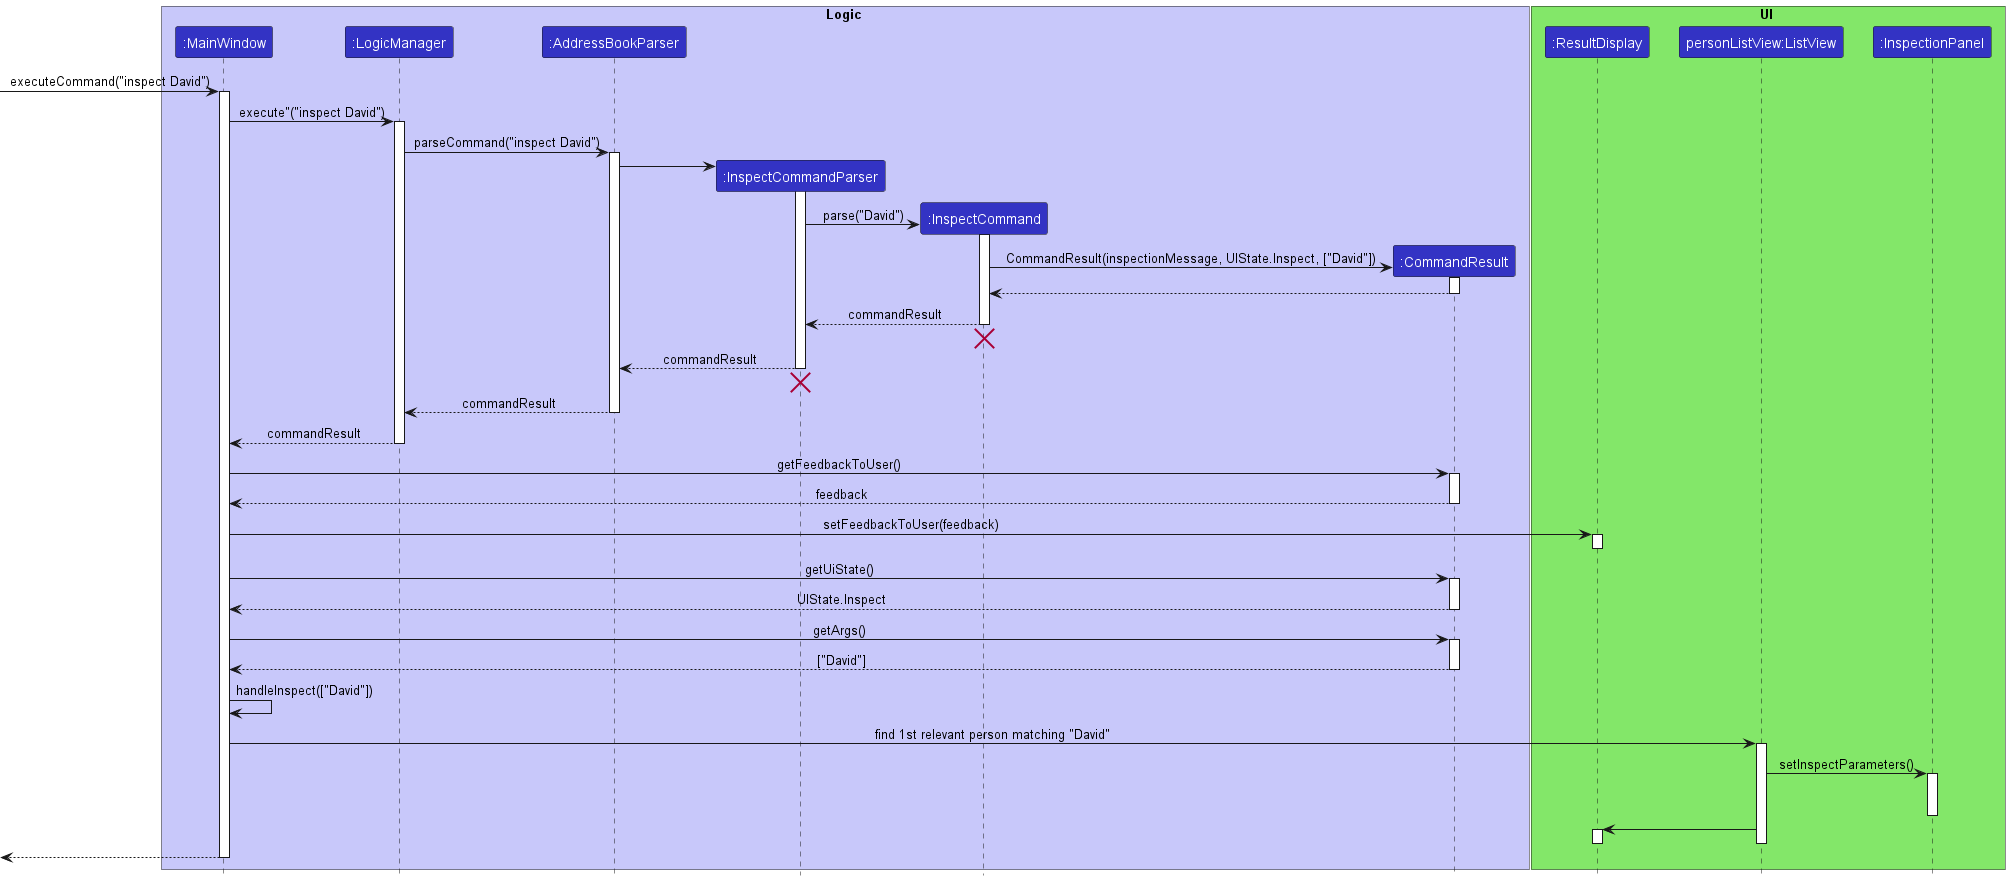 Logic
UI
:MainWindow
:LogicManager
:AddressBookParser
:ResultDisplay
personListView:ListView
:InspectionPanel
executeCommand("inspect David")
execute"("inspect David")
parseCommand("inspect David")
:InspectCommandParser
parse("David")
:InspectCommand
CommandResult(inspectionMessage, UIState.Inspect, ["David"])
:CommandResult
commandResult
commandResult
commandResult
commandResult
getFeedbackToUser()
feedback
setFeedbackToUser(feedback)
getUiState()
UIState.Inspect
getArgs()
["David"]
handleInspect(["David"])
find 1st relevant person matching "David"
setInspectParameters()